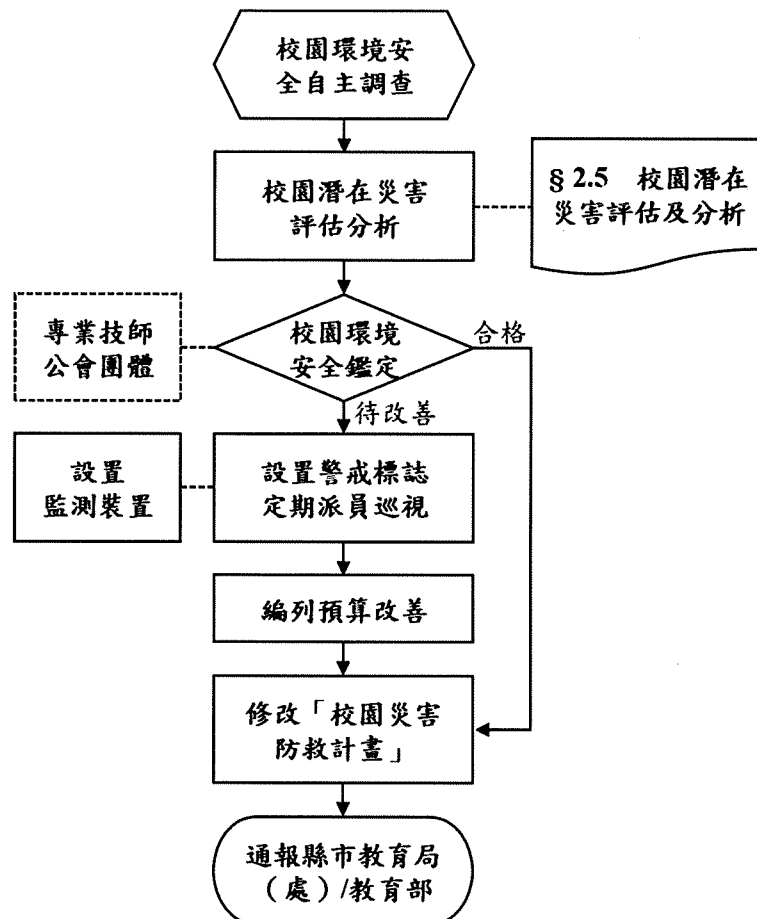 校園環境安
全自主調查
校園潛在災害
評估分析
§ 2.5 校園潛在
災害評估及分析
專業技師
公會團體
校園環境
安全鑑定
合格
待改善
設置
監測裝置
設置警戒標誌
定期派員巡視
編列預算改善
修改「校園災害
防救計畫」
通報縣市教育局
（處）/教育部